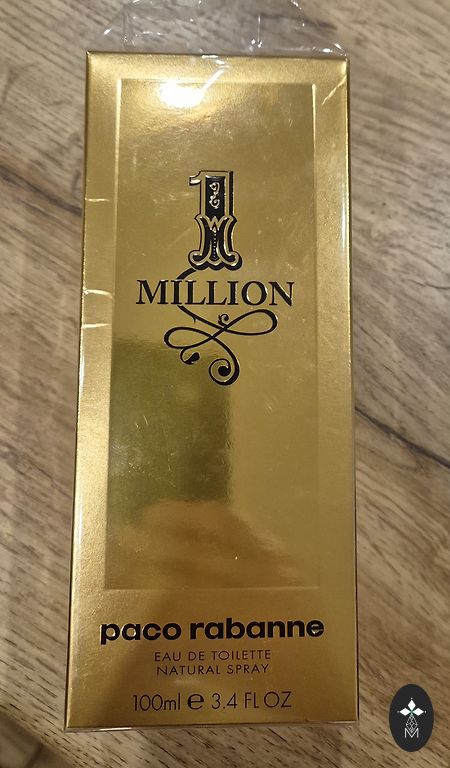 1
MILLION
paco rabanne
EAU DE TOILETTE
NATURAL SPRAY
100ml ℮ 3.4 FL OZ